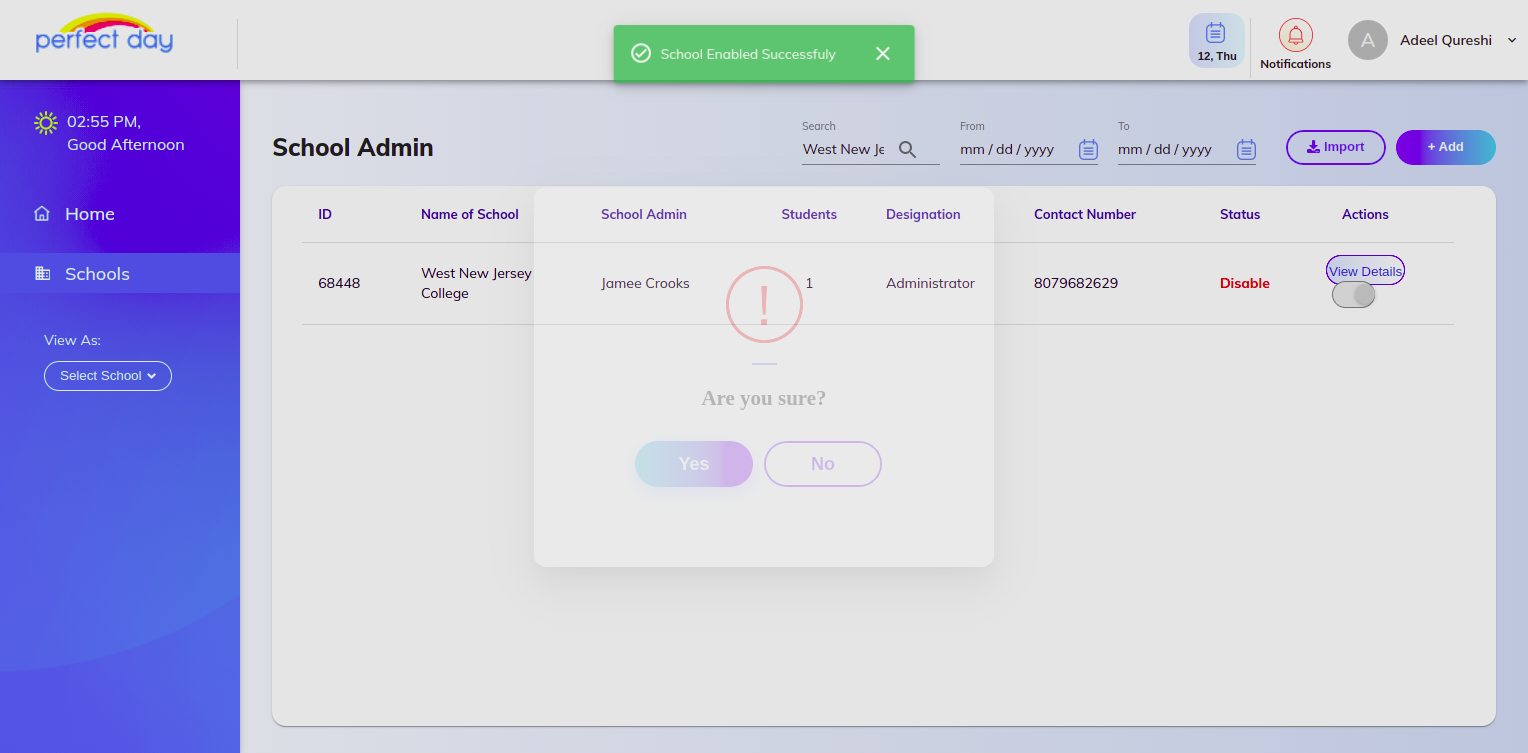 perfect day
School Enabled Successfuly
12, Thu
Notifications
A
Adeel Qureshi
02:55 PM,
Good Afternoon
Home
Schools
View As:
Select School
School Admin
Search
West New Je
From
mm / dd / yyyy
To
mm / dd / yyyy
Import
+ Add
ID Name of School School Admin Students Designation Contact Number Status Actions
68448 West New Jersey College Jamee Crooks 1 Administrator 8079682629 Disable View Details
Are you sure?
Yes
No